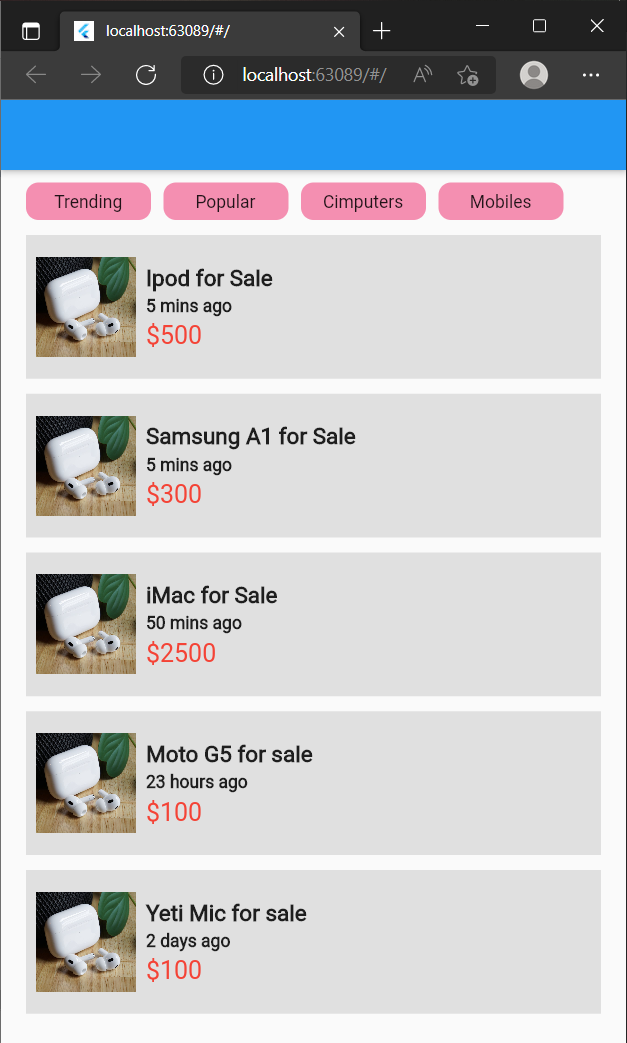 localhost:63089/#/
localhost:63089/#/
Trending Popular Cimputers Mobiles
Ipod for Sale
5 mins ago
$500
Samsung A1 for Sale
5 mins ago
$300
iMac for Sale
50 mins ago
$2500
Moto G5 for sale
23 hours ago
$100
Yeti Mic for sale
2 days ago
$100